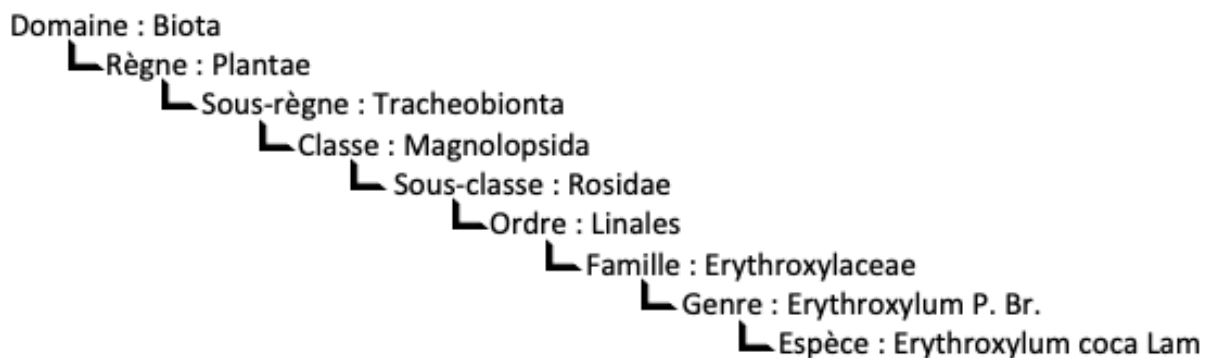 Domaine : Biota
Règne : Plantae
Sous-règne : Tracheobionta
Classe : Magnolopsida
Sous-classe : Rosidae
Ordre : Linales
Famille : Erythroxylaceae
Genre : Erythroxylum P. Br.
Espèce : Erythroxylum coca Lam